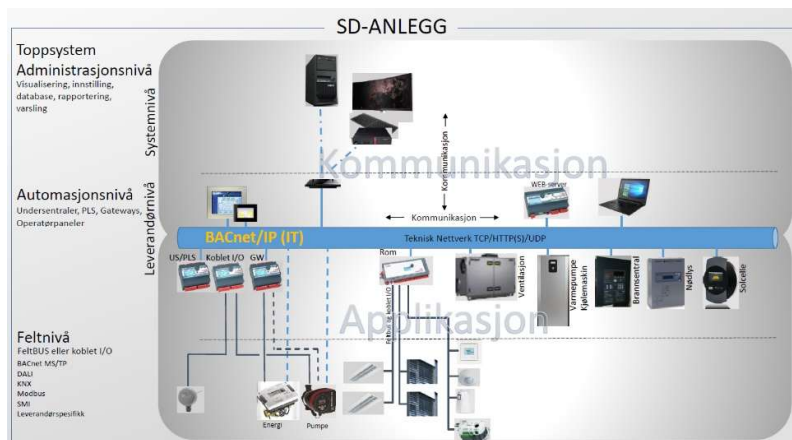 SD-ANLEGG
Toppsystem
Administrasjonsnivå
Visualisering, innstilling,
database, rapportering,
varsling
Systemnivå
Kommunikasjon
Kommunikasjon
Automasjonsnivå
Undersentraler, PLS, Gateways,
Operatørpaneler
Leverandørnivå
Kommunikasjon
WEB-server
BACnet/IP (IT)
Teknisk Nettverk TCP/HTTP(S)/UDP
US/PLS
Koblet I/O
GW
Rom
Ventilasjon
Varmepumpe
Kjølemaskin
Brannsentral
Nødlys
Solcelle
Applikasjon
koblet I/O
Feltnivå
FeltBUS eller koblet I/O
BACnet MS/TP
DALI
KNX
Modbus
SMI
Leverandørspesifikk
Energi
Pumpe